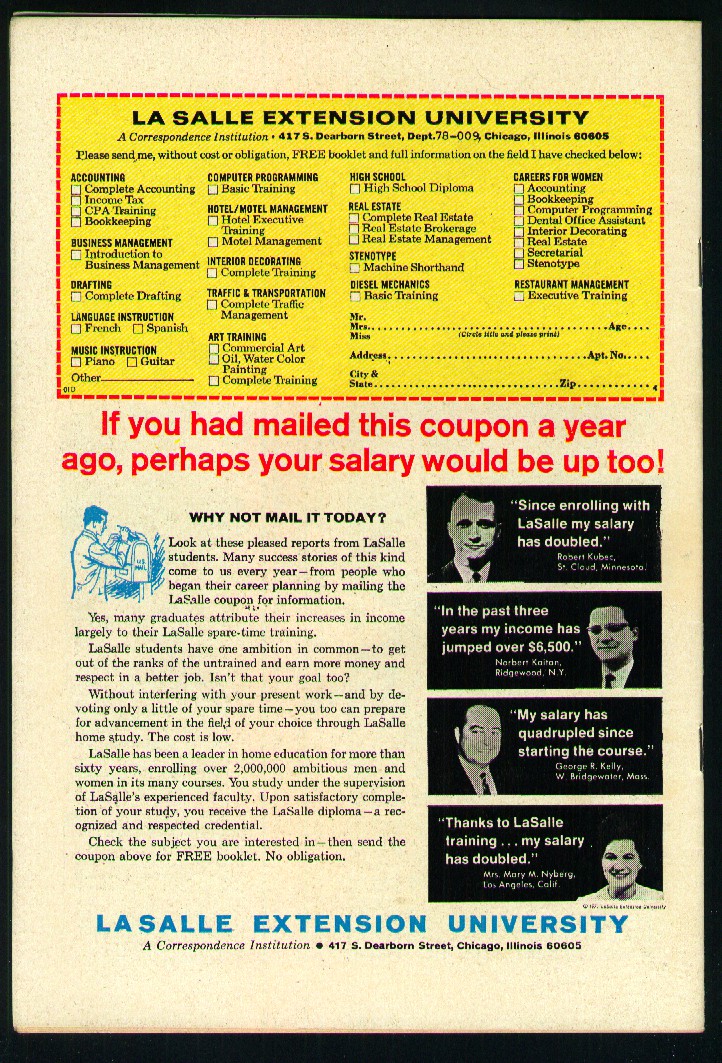 LA SALLE EXTENSION UNIVERSITY
A Correspondence Institution • 417 S. Dearborn Street, Dept. 78-009, Chicago, Illinois 60605
Please send me, without cost or obligation, FREE booklet and full information on the field I have checked below:
ACCOUNTING
Complete Accounting
Income Tax
CPA Training
Bookkeeping
BUSINESS MANAGEMENT
Introduction to
Business Management
DRAFTING
Complete Drafting
LANGUAGE INSTRUCTION
French Spanish
MUSIC INSTRUCTION
Piano Guitar
Other
COMPUTER PROGRAMMING
Basic Training
HOTEL/MOTEL MANAGEMENT
Hotel Executive
Training
Motel Management
INTERIOR DECORATING
Complete Training
TRAFFIC & TRANSPORTATION
Complete Traffic
Management
ART TRAINING
Commercial Art
Oil, Water Color
Painting
Complete Training
HIGH SCHOOL
High School Diploma
REAL ESTATE
Complete Real Estate
Real Estate Brokerage
Real Estate Management
STENOTYPE
Machine Shorthand
DIESEL MECHANICS
Basic Training
CAREERS FOR WOMEN
Accounting
Bookkeeping
Computer Programming
Dental Office Assistant
Interior Decorating
Real Estate
Secretarial
Stenotype
RESTAURANT MANAGEMENT
Executive Training
Mr.
Mrs. Age
Miss (Circle title and please print)
Address Apt. No.
City &
State Zip
If you had mailed this coupon a year
ago, perhaps your salary would be up too!
WHY NOT MAIL IT TODAY?
U.S. MAIL
Look at these pleased reports from LaSalle
students. Many success stories of this kind
come to us every year—from people who
began their career planning by mailing the
LaSalle coupon for information.
Yes, many graduates attribute their increases in income
largely to their LaSalle spare-time training.
LaSalle students have one ambition in common—to get
out of the ranks of the untrained and earn more money and
respect in a better job. Isn't that your goal too?
Without interfering with your present work—and by de-
voting only a little of your spare time—you too can prepare
for advancement in the field of your choice through LaSalle
home study. The cost is low.
LaSalle has been a leader in home education for more than
sixty years, enrolling over 2,000,000 ambitious men and
women in its many courses. You study under the supervision
of LaSalle's experienced faculty. Upon satisfactory comple-
tion of your study, you receive the LaSalle diploma—a rec-
ognized and respected credential.
Check the subject you are interested in—then send the
coupon above for FREE booklet. No obligation.
"Since enrolling with
LaSalle my salary
has doubled."
Robert Kubec,
St. Cloud, Minnesota.
"In the past three
years my income has
jumped over $6,500."
Norbert Kaitan,
Ridgewood, N.Y.
"My salary has
quadrupled since
starting the course."
George R. Kelly,
W. Bridgewater, Mass.
"Thanks to LaSalle
training . . . my salary
has doubled."
Mrs. Mary M. Nyberg,
Los Angeles, Calif.
LaSalle Extension University
LA SALLE EXTENSION UNIVERSITY
A Correspondence Institution • 417 S. Dearborn Street, Chicago, Illinois 60605